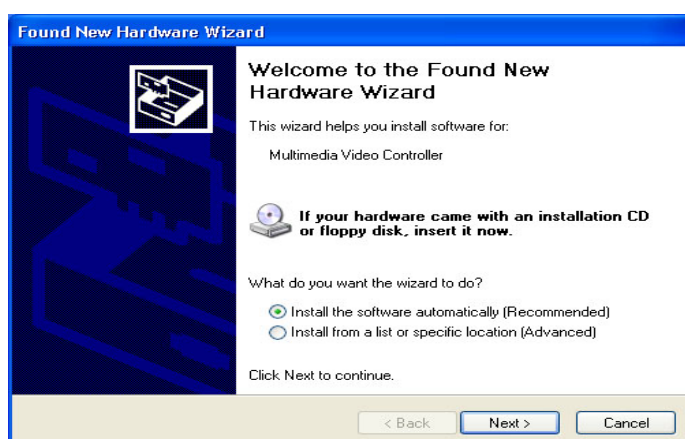 Found New Hardware Wizard
Welcome to the Found New
Hardware Wizard
This wizard helps you install software for:
Multimedia Video Controller
If your hardware came with an installation CD
or floppy disk, insert it now.
What do you want the wizard to do?
Install the software automatically (Recommended)
Install from a list or specific location (Advanced)
Click Next to continue.
< Back Next > Cancel